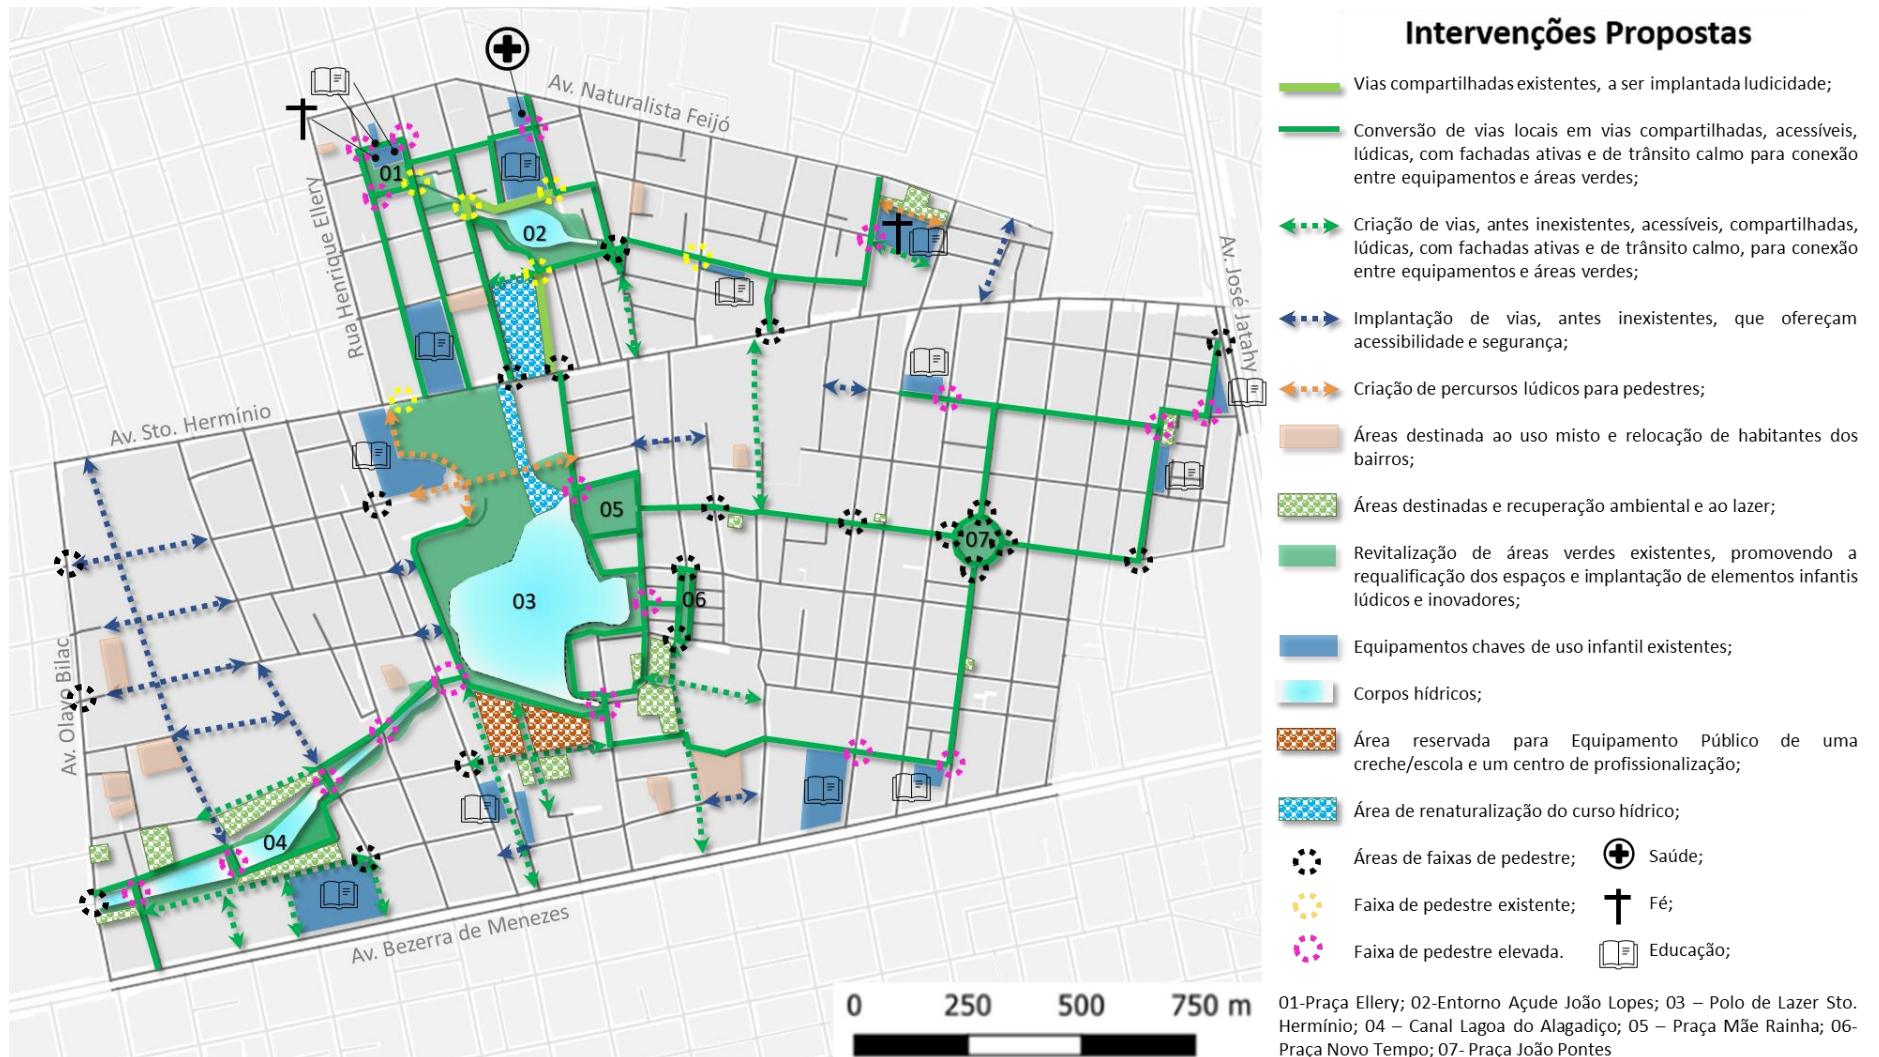 Intervenções Propostas
Vias compartilhadas existentes, a ser implantada ludicidade;
Conversão de vias locais em vias compartilhadas, acessíveis,
lúdicas, com fachadas ativas e de trânsito calmo para conexão
entre equipamentos e áreas verdes;
Criação de vias, antes inexistentes, acessíveis, compartilhadas,
lúdicas, com fachadas ativas e de trânsito calmo, para conexão
entre equipamentos e áreas verdes;
Implantação de vias, antes inexistentes, que ofereçam
acessibilidade e segurança;
Criação de percursos lúdicos para pedestres;
Áreas destinada ao uso misto e relocação de habitantes dos
bairros;
Áreas destinadas e recuperação ambiental e ao lazer;
Revitalização de áreas verdes existentes, promovendo a
requalificação dos espaços e implantação de elementos infantis
lúdicos e inovadores;
Equipamentos chaves de uso infantil existentes;
Corpos hídricos;
Área reservada para Equipamento Público de uma
creche/escola e um centro de profissionalização;
Área de renaturalização do curso hídrico;
Áreas de faixas de pedestre;
Saúde;
Faixa de pedestre existente;
Fé;
Faixa de pedestre elevada.
Educação;
01-Praça Ellery; 02-Entorno Açude João Lopes; 03 – Polo de Lazer Sto.
Hermínio; 04 – Canal Lagoa do Alagadiço; 05 – Praça Mãe Rainha; 06-
Praça Novo Tempo; 07- Praça João Pontes
Av. Naturalista Feijó
Rua Henrique Ellery
Av. José Jatahy
Av. Sto. Hermínio
Av. Olavo Bilac
Av. Bezerra de Menezes
01
02
03
04
05
06
07
0 250 500 750 m